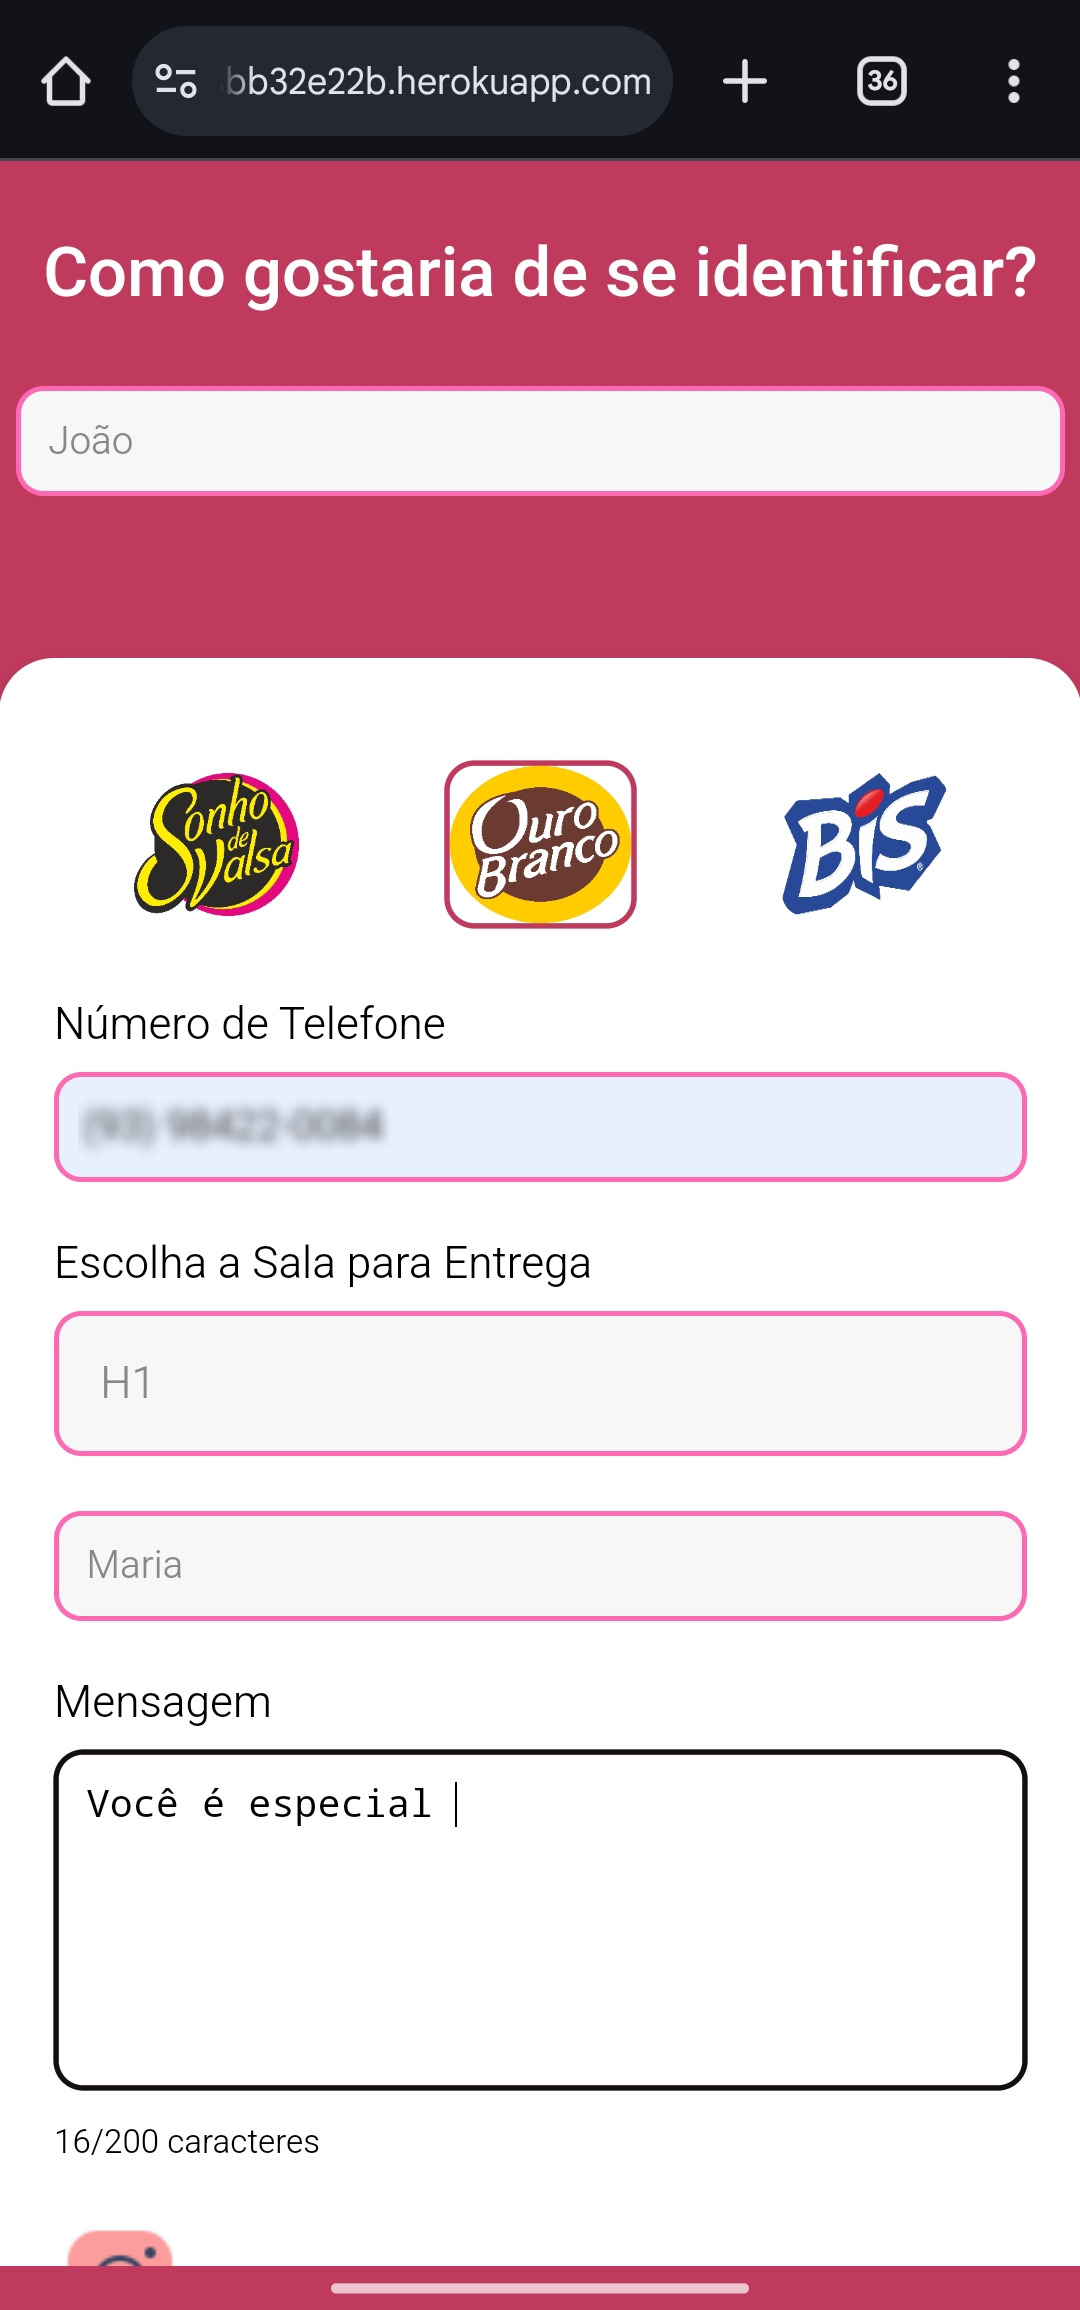 bb32e22b.herokuapp.com
36
Como gostaria de se identificar?
João
Sonho
de
Valsa
Ouro
Branco
BIS
Número de Telefone
Escolha a Sala para Entrega
H1
Maria
Mensagem
Você é especial
16/200 caracteres